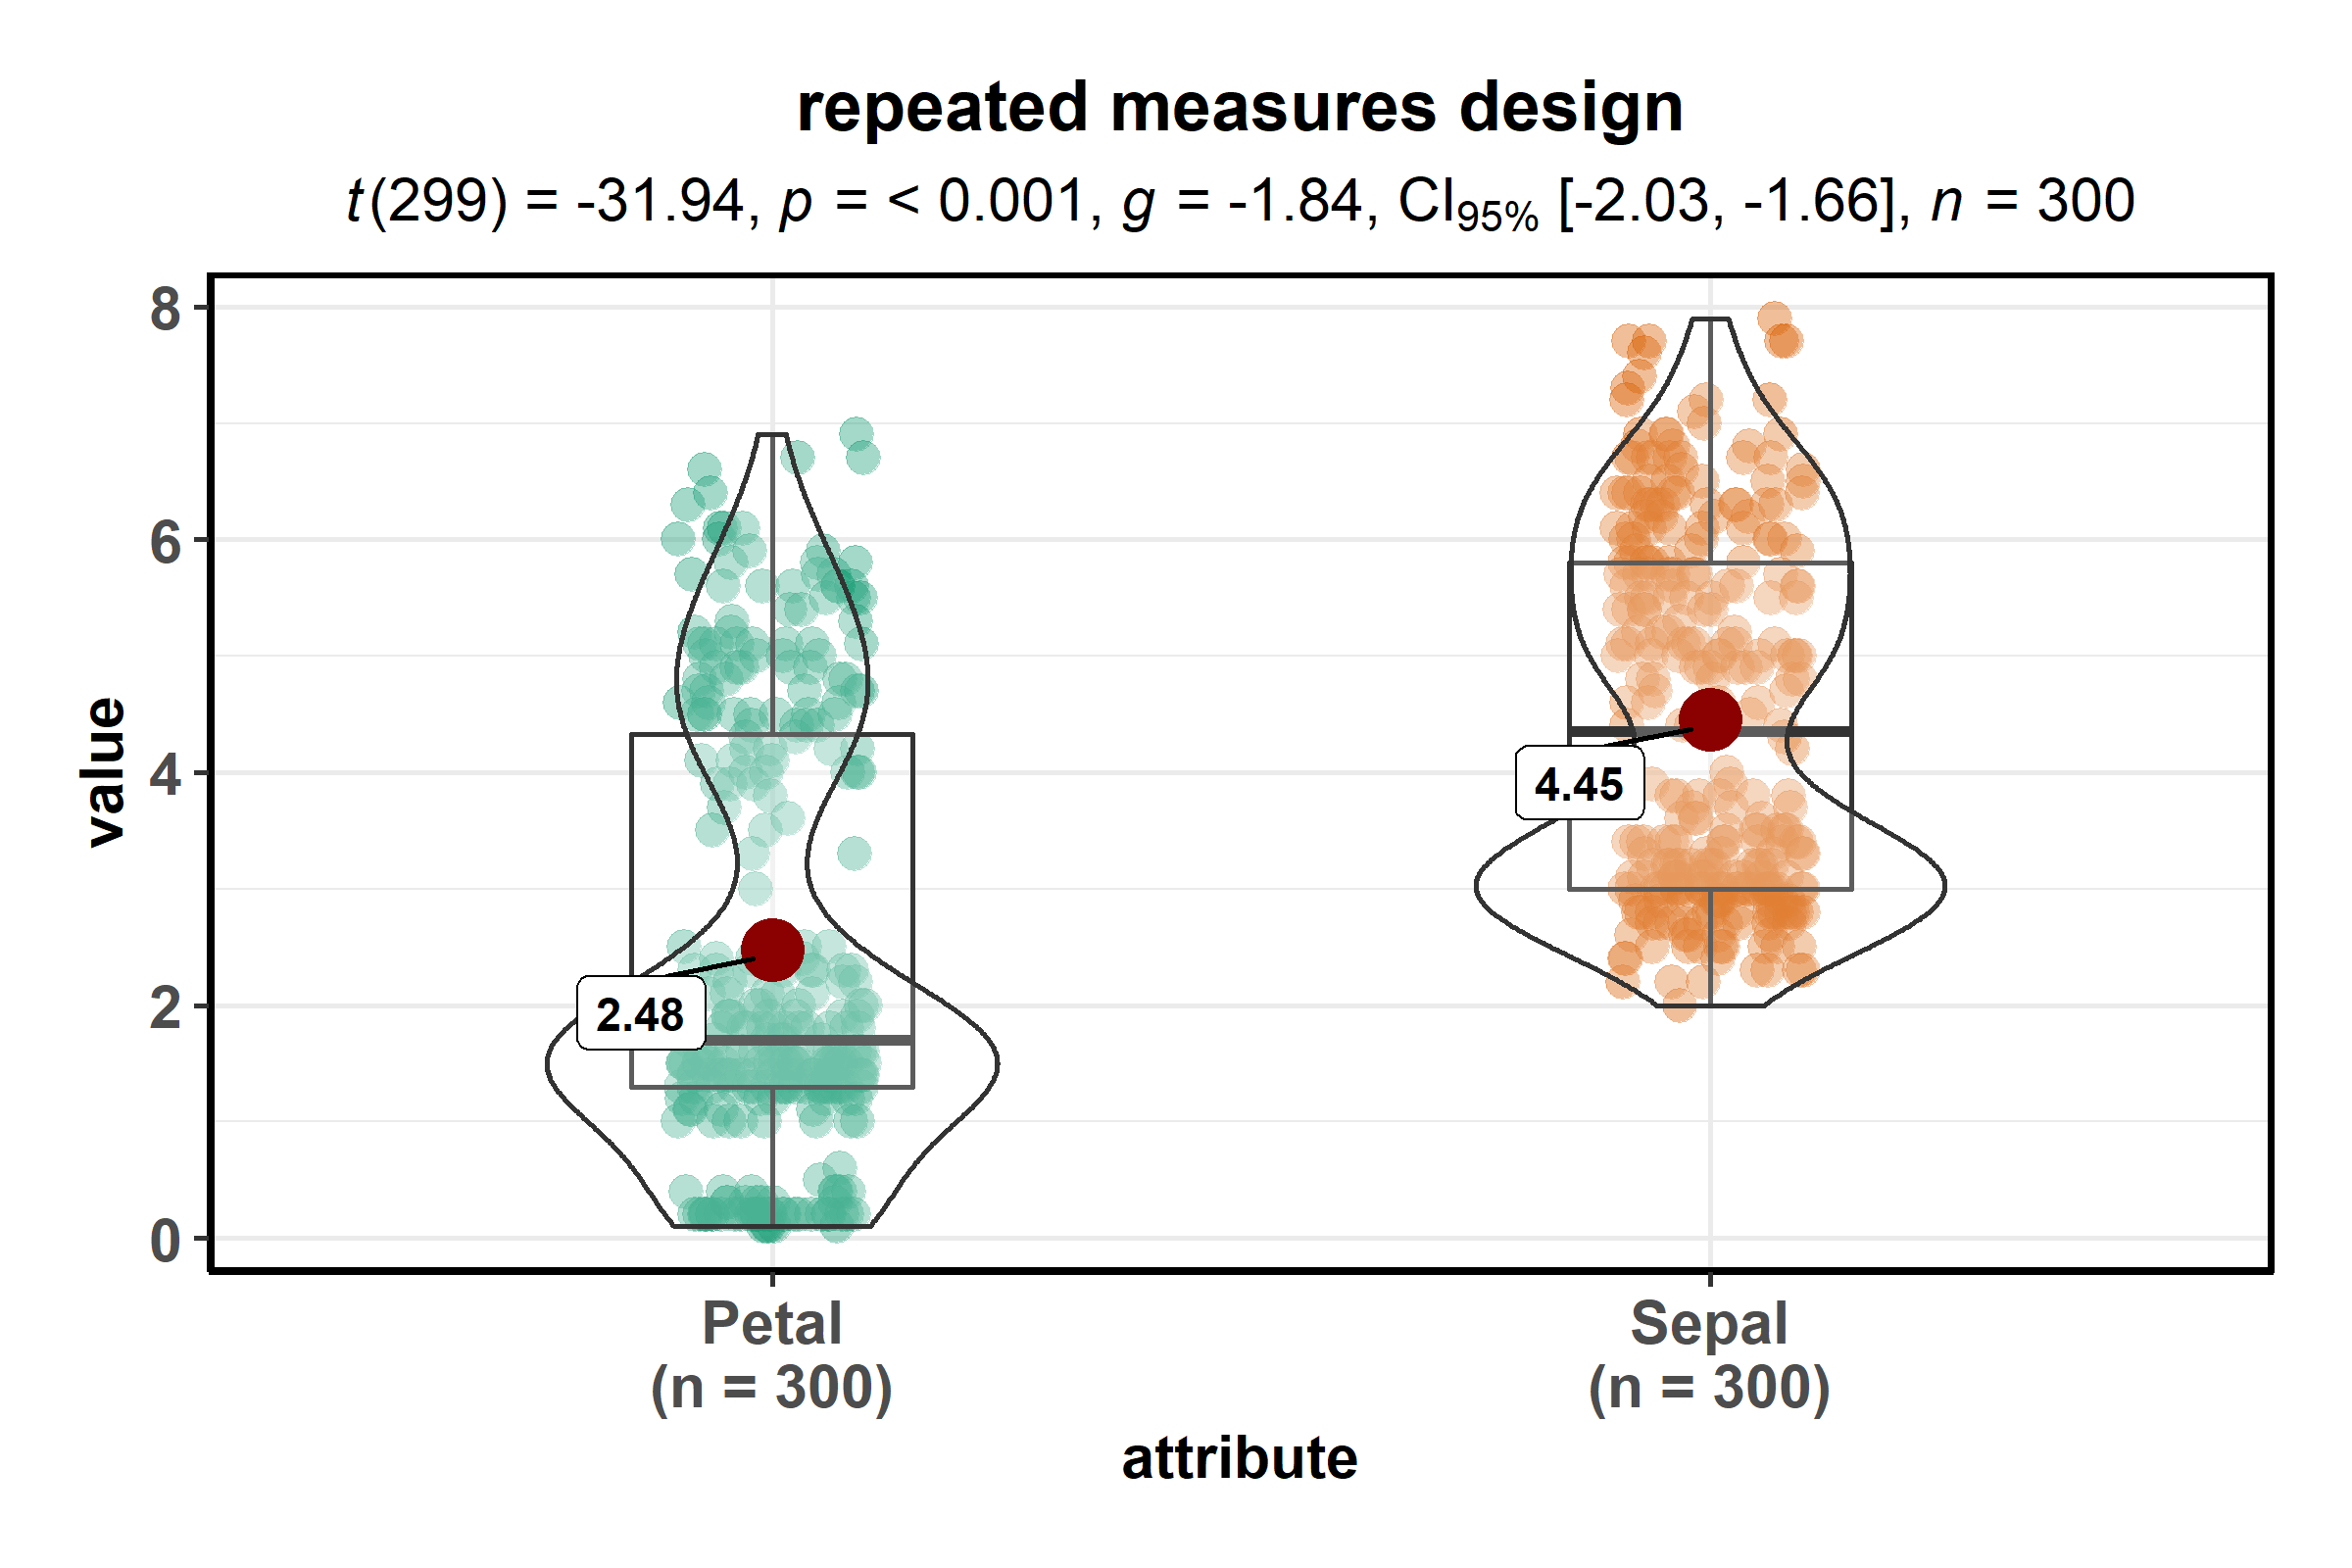 repeated measures design
t(299) = -31.94, p = < 0.001, g = -1.84, CI95% [-2.03, -1.66], n = 300
value
8
6
4
2
0
2.48
4.45
Petal
(n = 300)
Sepal
(n = 300)
attribute